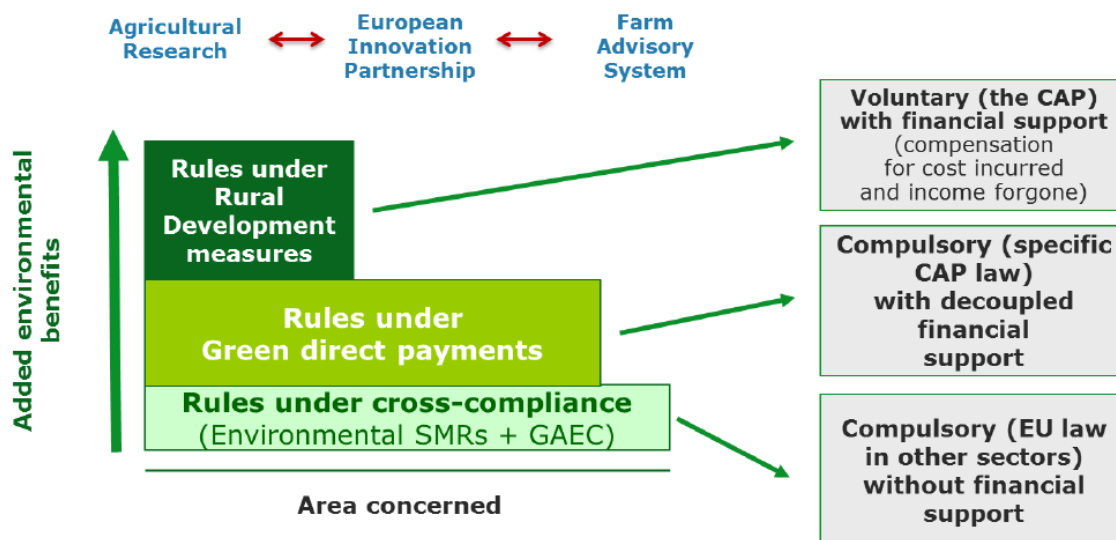 Agricultural
Research
European
Innovation
Partnership
Farm
Advisory
System
Added environmental
benefits
Rules under
Rural
Development
measures
Rules under
Green direct payments
Rules under cross-compliance
(Environmental SMRs + GAEC)
Area concerned
Voluntary (the CAP)
with financial support
(compensation
for cost incurred
and income forgone)
Compulsory (specific
CAP law)
with decoupled
financial
support
Compulsory (EU law
in other sectors)
without financial
support